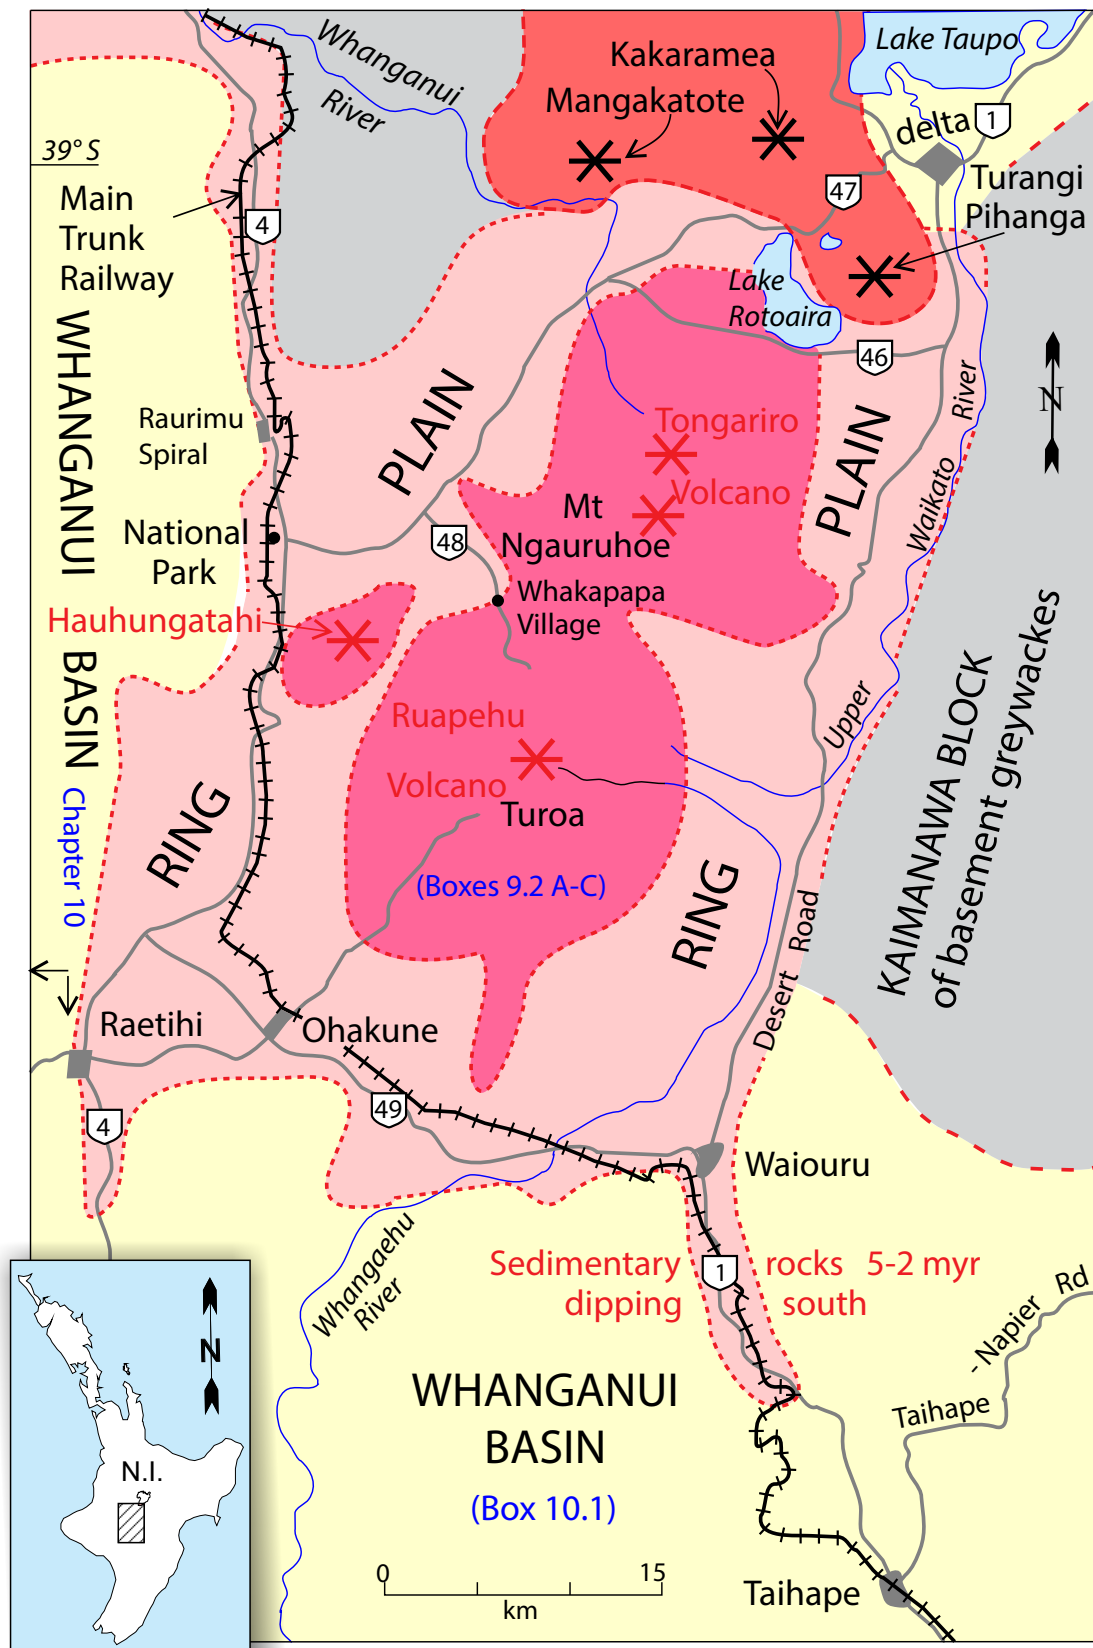 Whanganui
River
Kakaramea
Mangakatote
Lake Taupo
delta
1
39° S
47
Turangi
Pihanga
Main
Trunk
Railway
4
Lake
Rotoaira
46
WHANGANUI BASIN
Chapter 10
N
River
Waikato
Upper
Raurimu
Spiral
PLAIN
PLAIN
Tongariro
Volcano
Mt
Ngauruhoe
National
Park
48
Whakapapa
Village
Hauhungatahi
KAIMANAWA BLOCK
of basement greywackes
Ruapehu
Volcano
Turoa
RING
RING
(Boxes 9.2 A-C)
Desert Road
Raetihi
Ohakune
49
4
Waiouru
Whangaehu
River
Sedimentary rocks 5-2 myr
dipping south
1
Taihape - Napier Rd
WHANGANUI
BASIN
(Box 10.1)
N
N.I.
0 15
km
Taihape